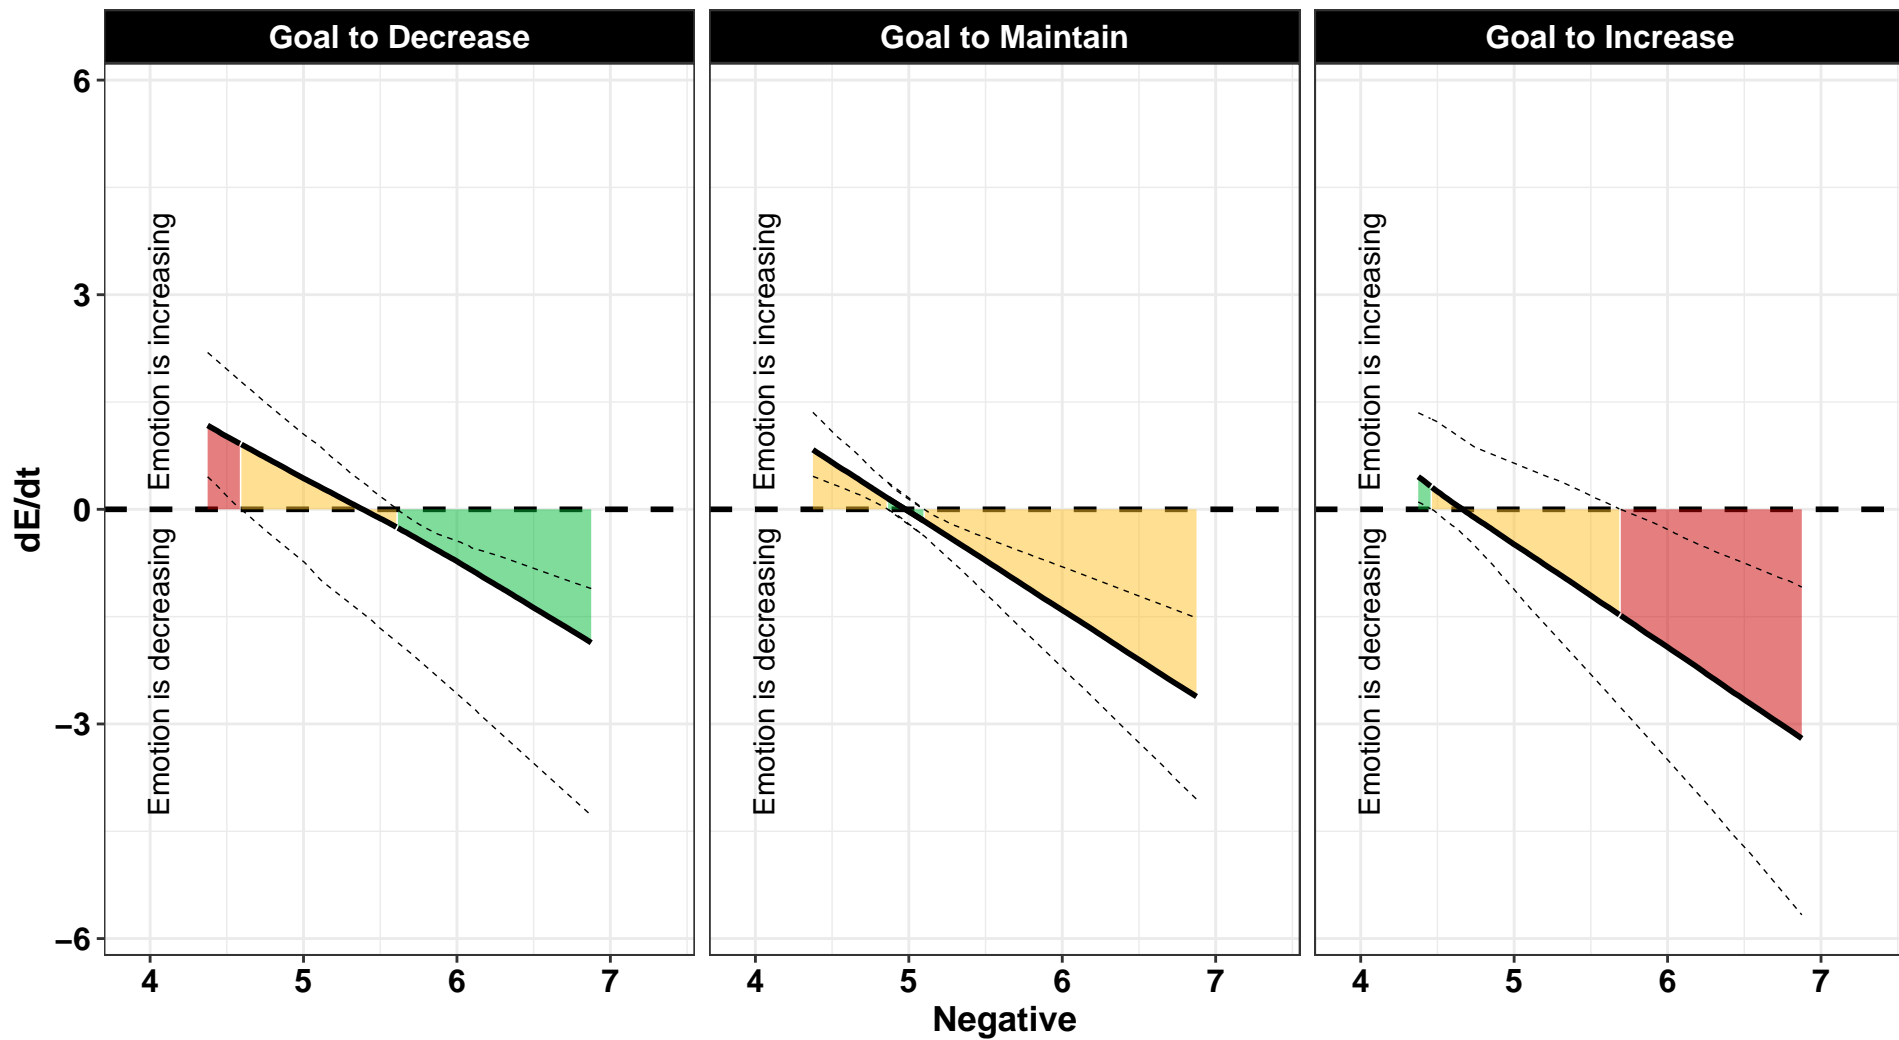 Goal to Decrease
Goal to Maintain
Goal to Increase
6
3
0
−3
−6
dE/dt
Emotion is increasing
Emotion is decreasing
Emotion is increasing
Emotion is decreasing
Emotion is increasing
Emotion is decreasing
4 5 6 7
4 5 6 7
4 5 6 7
Negative